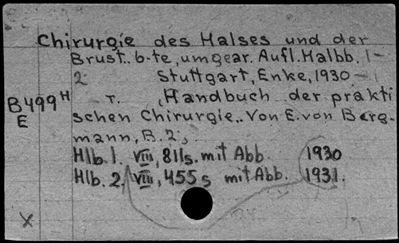 Chirurgie des Halses und der
Brust. 6-te, umgear. Aufl. Halbb. 1-
2 Stuttgart, Enke, 1930-
B499H т. „Handbuch der prakti
E schen Chirurgie„. Von E. von Berg-
mann, B. 2,
Hlb. 1. VIII, 811s. mit Abb 1930
Hlb. 2. VIII, 455s mit Abb. 1931.
X